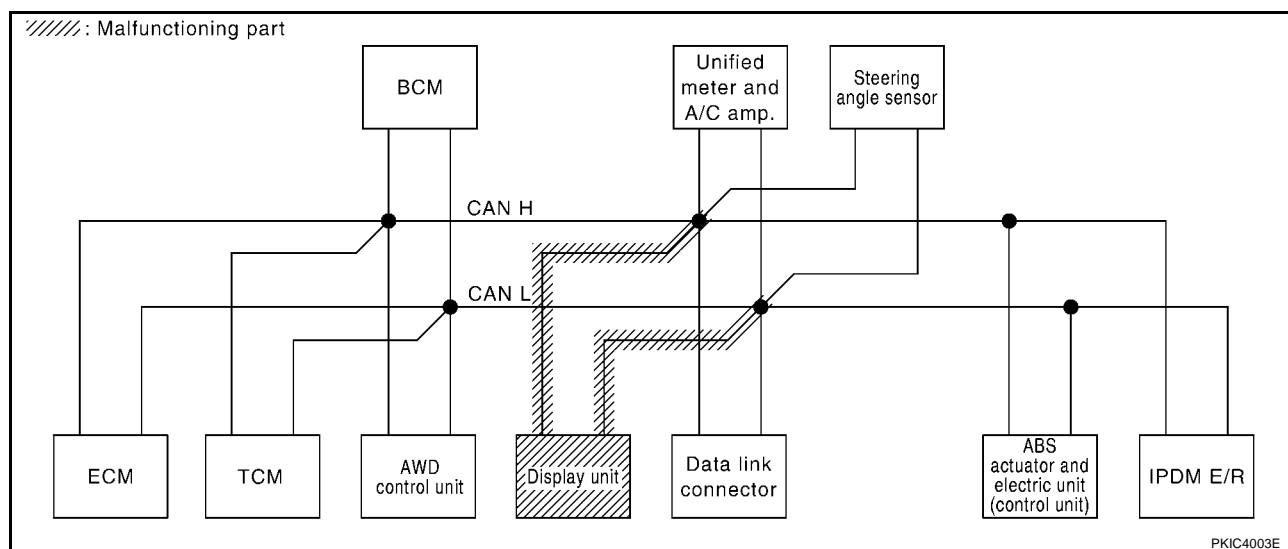 : Malfunctioning part
BCM
Unified
meter and
A/C amp.
Steering
angle sensor
CAN H
CAN L
ECM
TCM
AWD
control unit
Display unit
Data link
connector
ABS
actuator and
electric unit
(control unit)
IPDM E/R
PKIC4003E